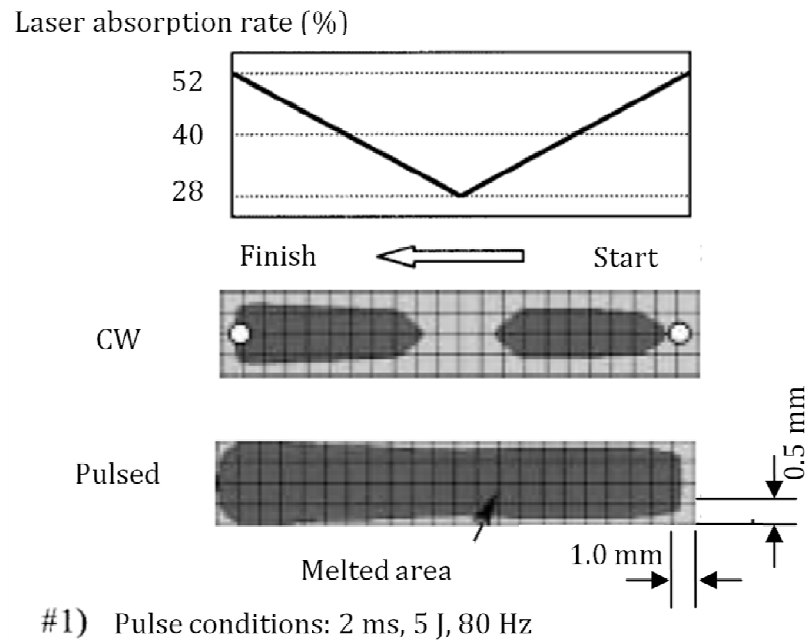 Laser absorption rate (%)
52
40
28
Finish
Start
CW
Pulsed
0.5 mm
Melted area
1.0 mm
#1) Pulse conditions: 2 ms, 5 J, 80 Hz